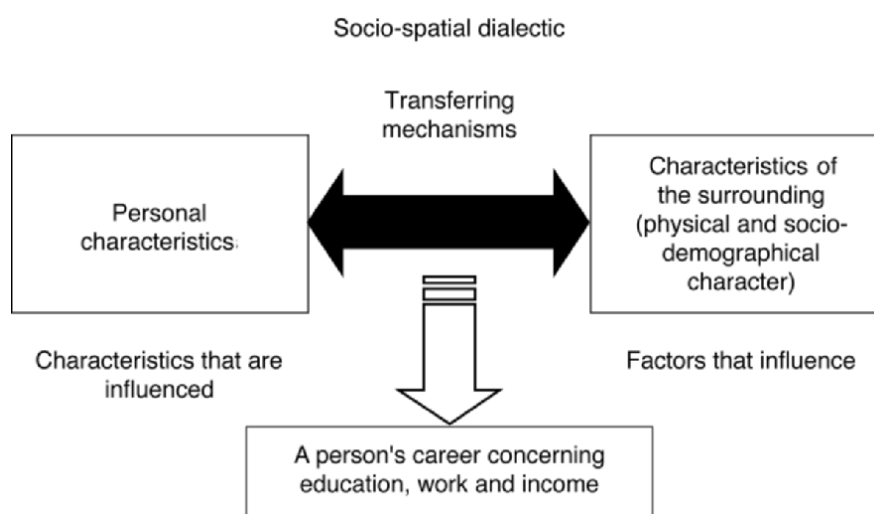 Socio-spatial dialectic
Transferring
mechanisms
Personal
characteristics
Characteristics of
the surrounding
(physical and socio-
demographical
character)
Characteristics that are
influenced
Factors that influence
A person's career concerning
education, work and income